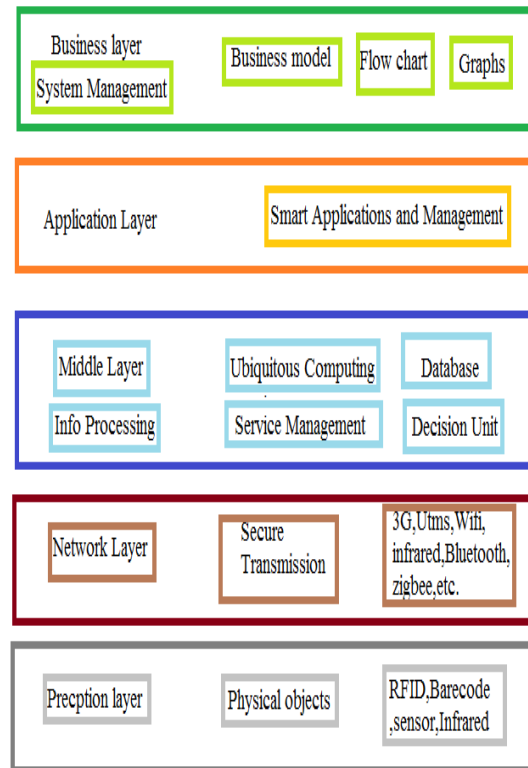 Business layer
System Management
Business model
Flow chart
Graphs
Application Layer
Smart Applications and Management
Middle Layer
Ubiquitous Computing
Database
Info Processing
Service Management
Decision Unit
Network Layer
Secure
Transmission
3G,Utms,Wifi,
infrared,Bluetooth,
zigbee,etc.
Precption layer
Physical objects
RFID,Barecode
,sensor,Infrared